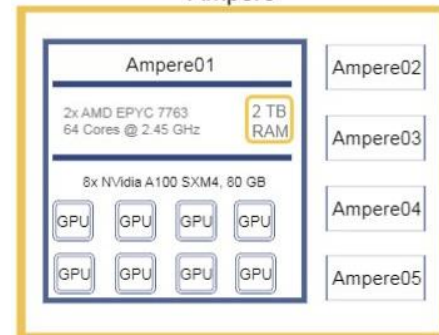 Ampere01
2x AMD EPYC 7763
64 Cores @ 2.45 GHz
2 TB
RAM
8x NVidia A100 SXM4, 80 GB
GPU GPU GPU GPU
GPU GPU GPU GPU
Ampere02
Ampere03
Ampere04
Ampere05